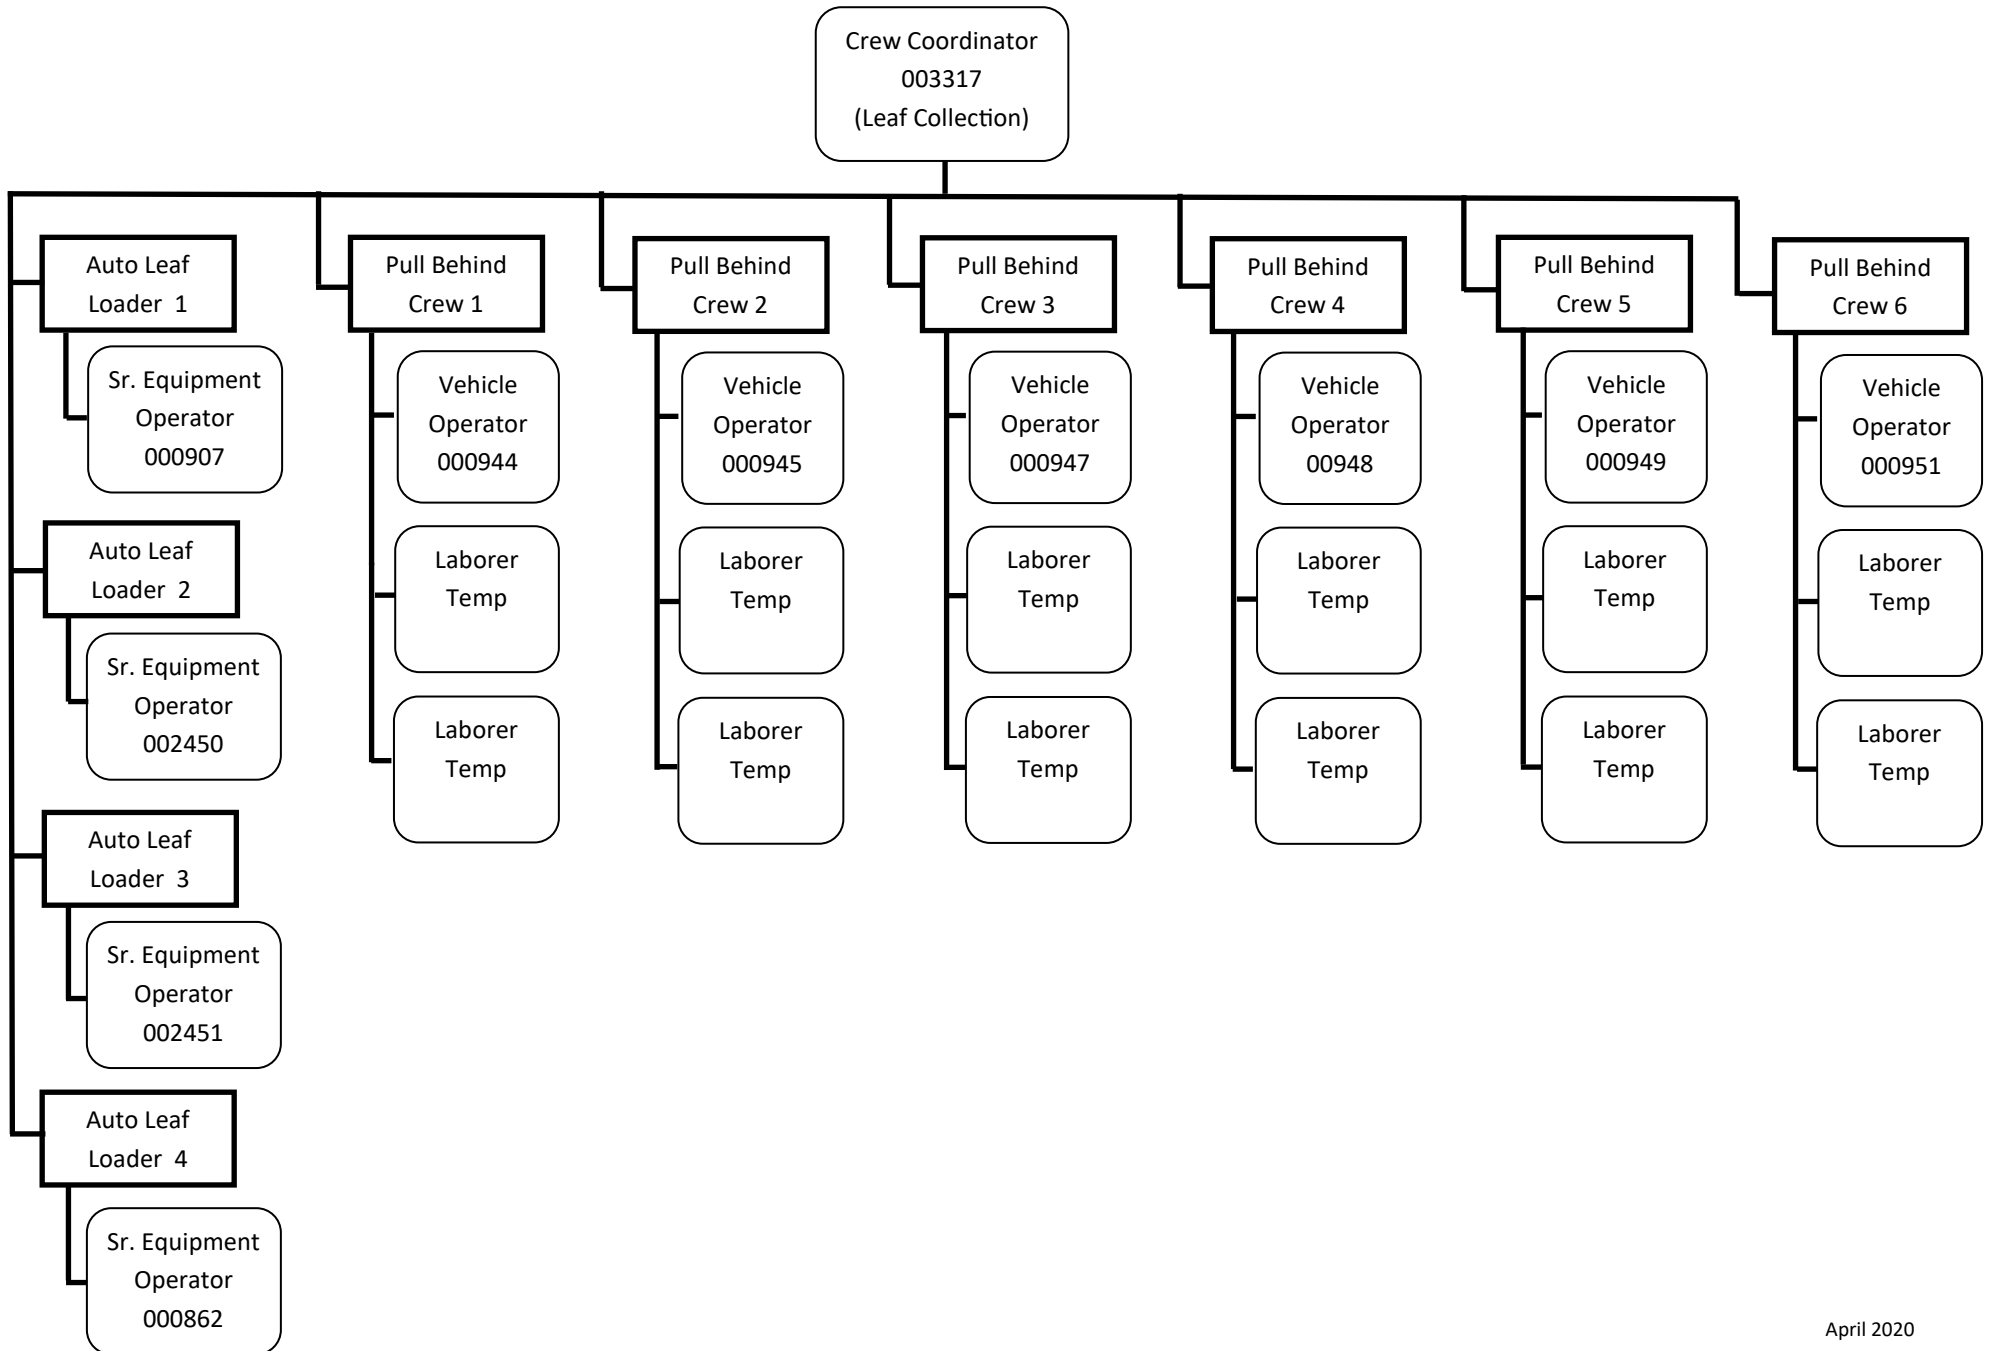 Crew Coordinator
003317
(Leaf Collection)
Auto Leaf
Loader 1
Sr. Equipment
Operator
000907
Auto Leaf
Loader 2
Sr. Equipment
Operator
002450
Auto Leaf
Loader 3
Sr. Equipment
Operator
002451
Auto Leaf
Loader 4
Sr. Equipment
Operator
000862
Pull Behind
Crew 1
Vehicle
Operator
000944
Laborer
Temp
Laborer
Temp
Pull Behind
Crew 2
Vehicle
Operator
000945
Laborer
Temp
Laborer
Temp
Pull Behind
Crew 3
Vehicle
Operator
000947
Laborer
Temp
Laborer
Temp
Pull Behind
Crew 4
Vehicle
Operator
00948
Laborer
Temp
Laborer
Temp
Pull Behind
Crew 5
Vehicle
Operator
000949
Laborer
Temp
Laborer
Temp
Pull Behind
Crew 6
Vehicle
Operator
000951
Laborer
Temp
Laborer
Temp
April 2020